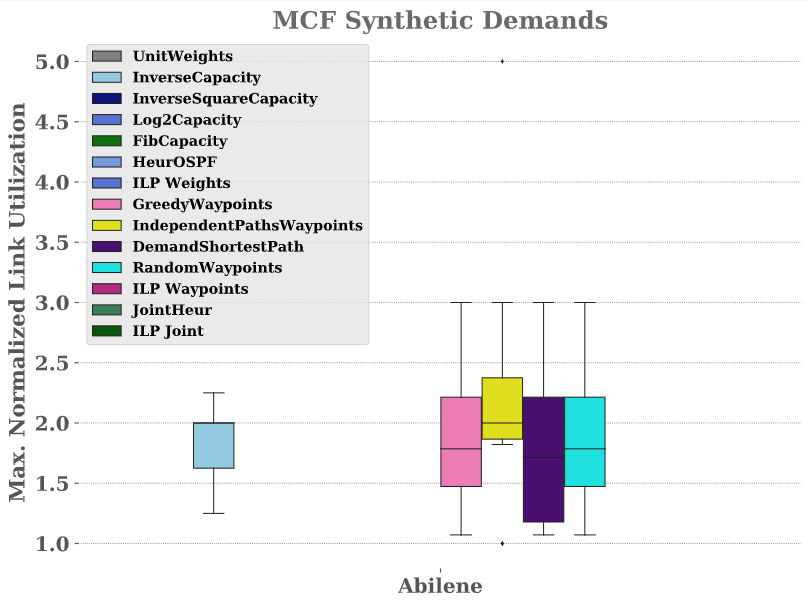 MCF Synthetic Demands
Max. Normalized Link Utilization
5.0
4.5
4.0
3.5
3.0
2.5
2.0
1.5
1.0
UnitWeights
InverseCapacity
InverseSquareCapacity
Log2Capacity
FibCapacity
HeurOSPF
ILP Weights
GreedyWaypoints
IndependentPathsWaypoints
DemandShortestPath
RandomWaypoints
ILP Waypoints
JointHeur
ILP Joint
Abilene